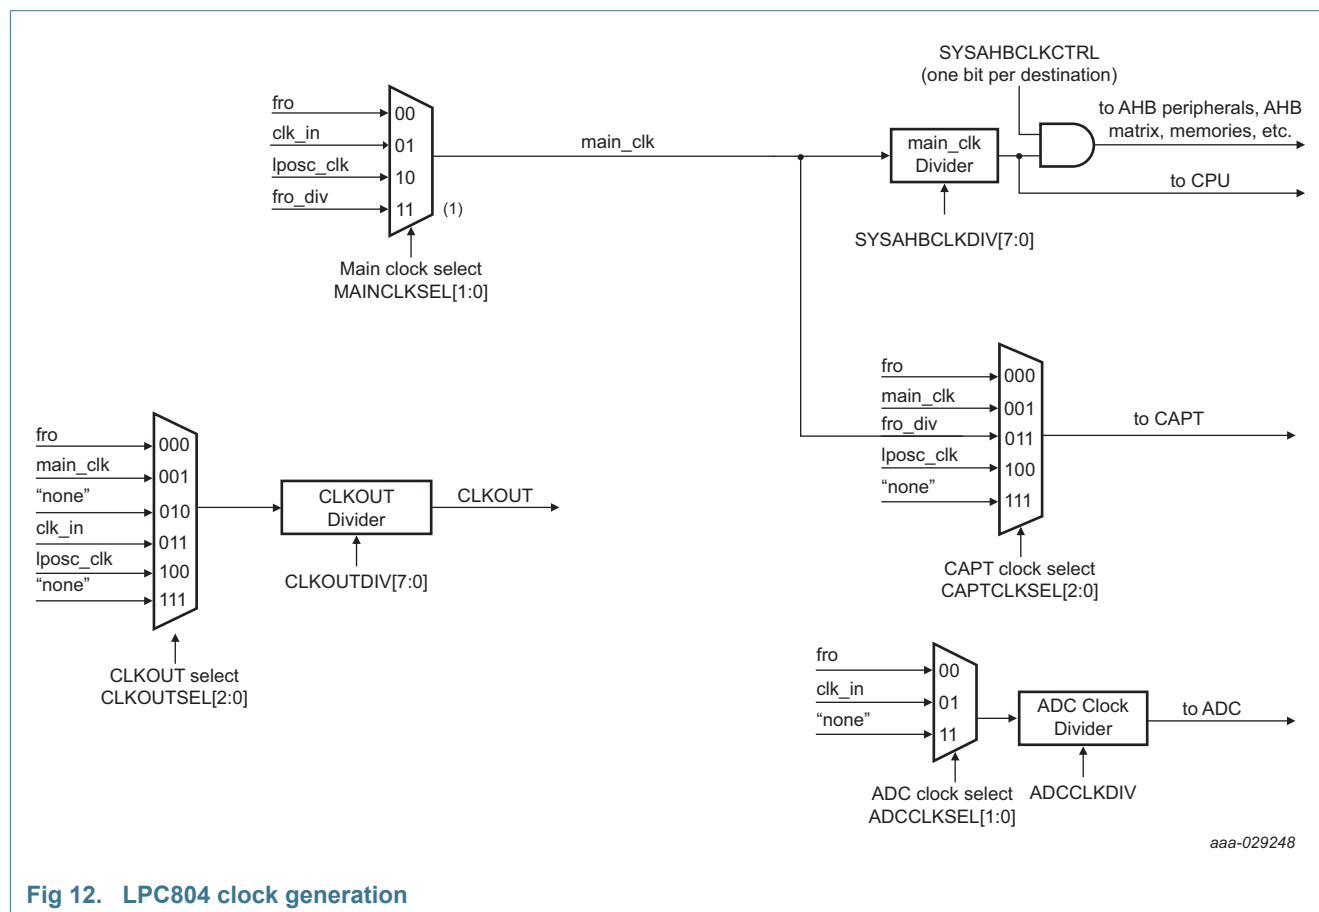 SYSAHBCLKCTRL
(one bit per destination)
fro
00
clk_in
01
lposc_clk
10
fro_div
11
(1)
Main clock select
MAINCLKSEL[1:0]
main_clk
main_clk
Divider
SYSAHBCLKDIV[7:0]
to AHB peripherals, AHB
matrix, memories, etc.
to CPU
fro
000
main_clk
001
fro_div
011
lposc_clk
100
“none”
111
to CAPT
CAPT clock select
CAPTCLKSEL[2:0]
fro
000
main_clk
001
“none”
010
clk_in
011
lposc_clk
100
“none”
111
CLKOUT select
CLKOUTSEL[2:0]
CLKOUT
Divider
CLKOUTDIV[7:0]
CLKOUT
fro
00
clk_in
01
“none”
11
ADC clock select
ADCCLKSEL[1:0]
ADC Clock
Divider
ADCCLKDIV
to ADC
aaa-029248
Fig 12. LPC804 clock generation